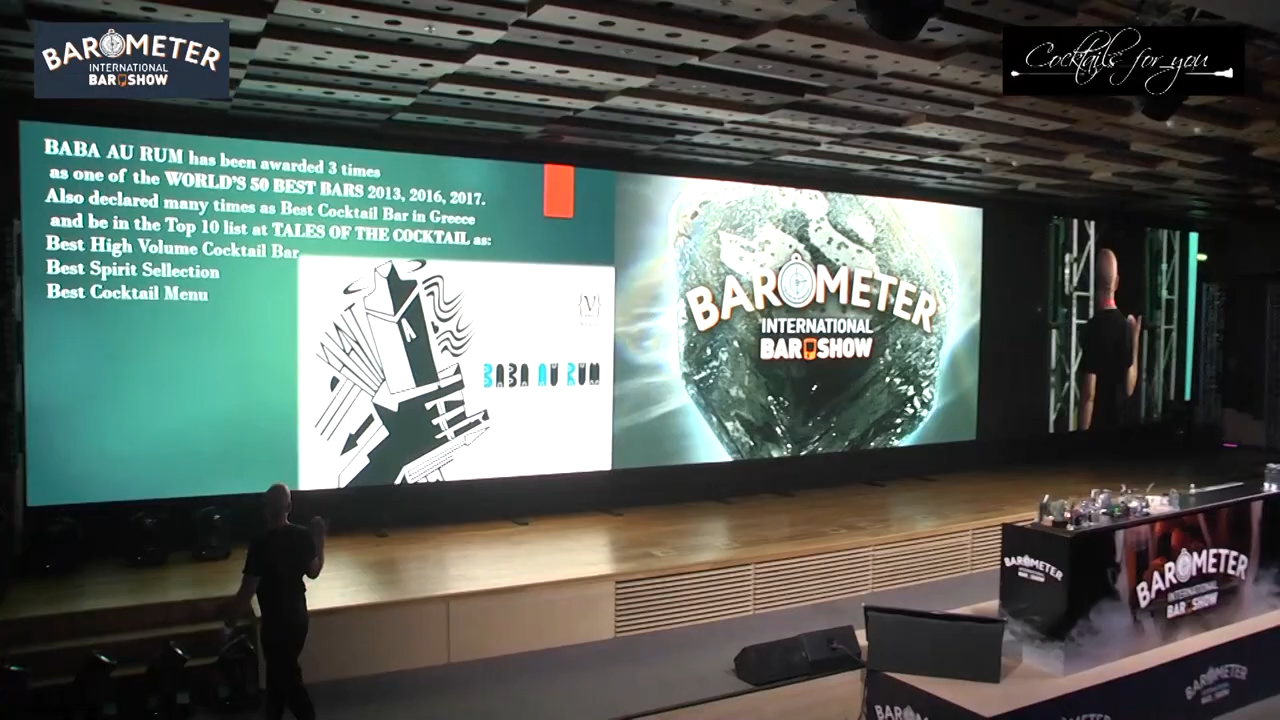 BAROMETER
INTERNATIONAL
BAR SHOW
Cocktails for you
BABA AU RUM has been awarded 3 times
as one of the WORLD'S 50 BEST BARS 2013, 2016, 2017.
Also declared many times as Best Cocktail Bar in Greece
and be in the Top 10 list at TALES OF THE COCKTAIL as:
Best High Volume Cocktail Bar
Best Spirit Sellection
Best Cocktail Menu
BABA AU RUM
BAROMETER
INTERNATIONAL
BAR SHOW
BAROMETER
BAROMETER
INTERNATIONAL
BAR SHOW
BAROMETER
BAROMETER